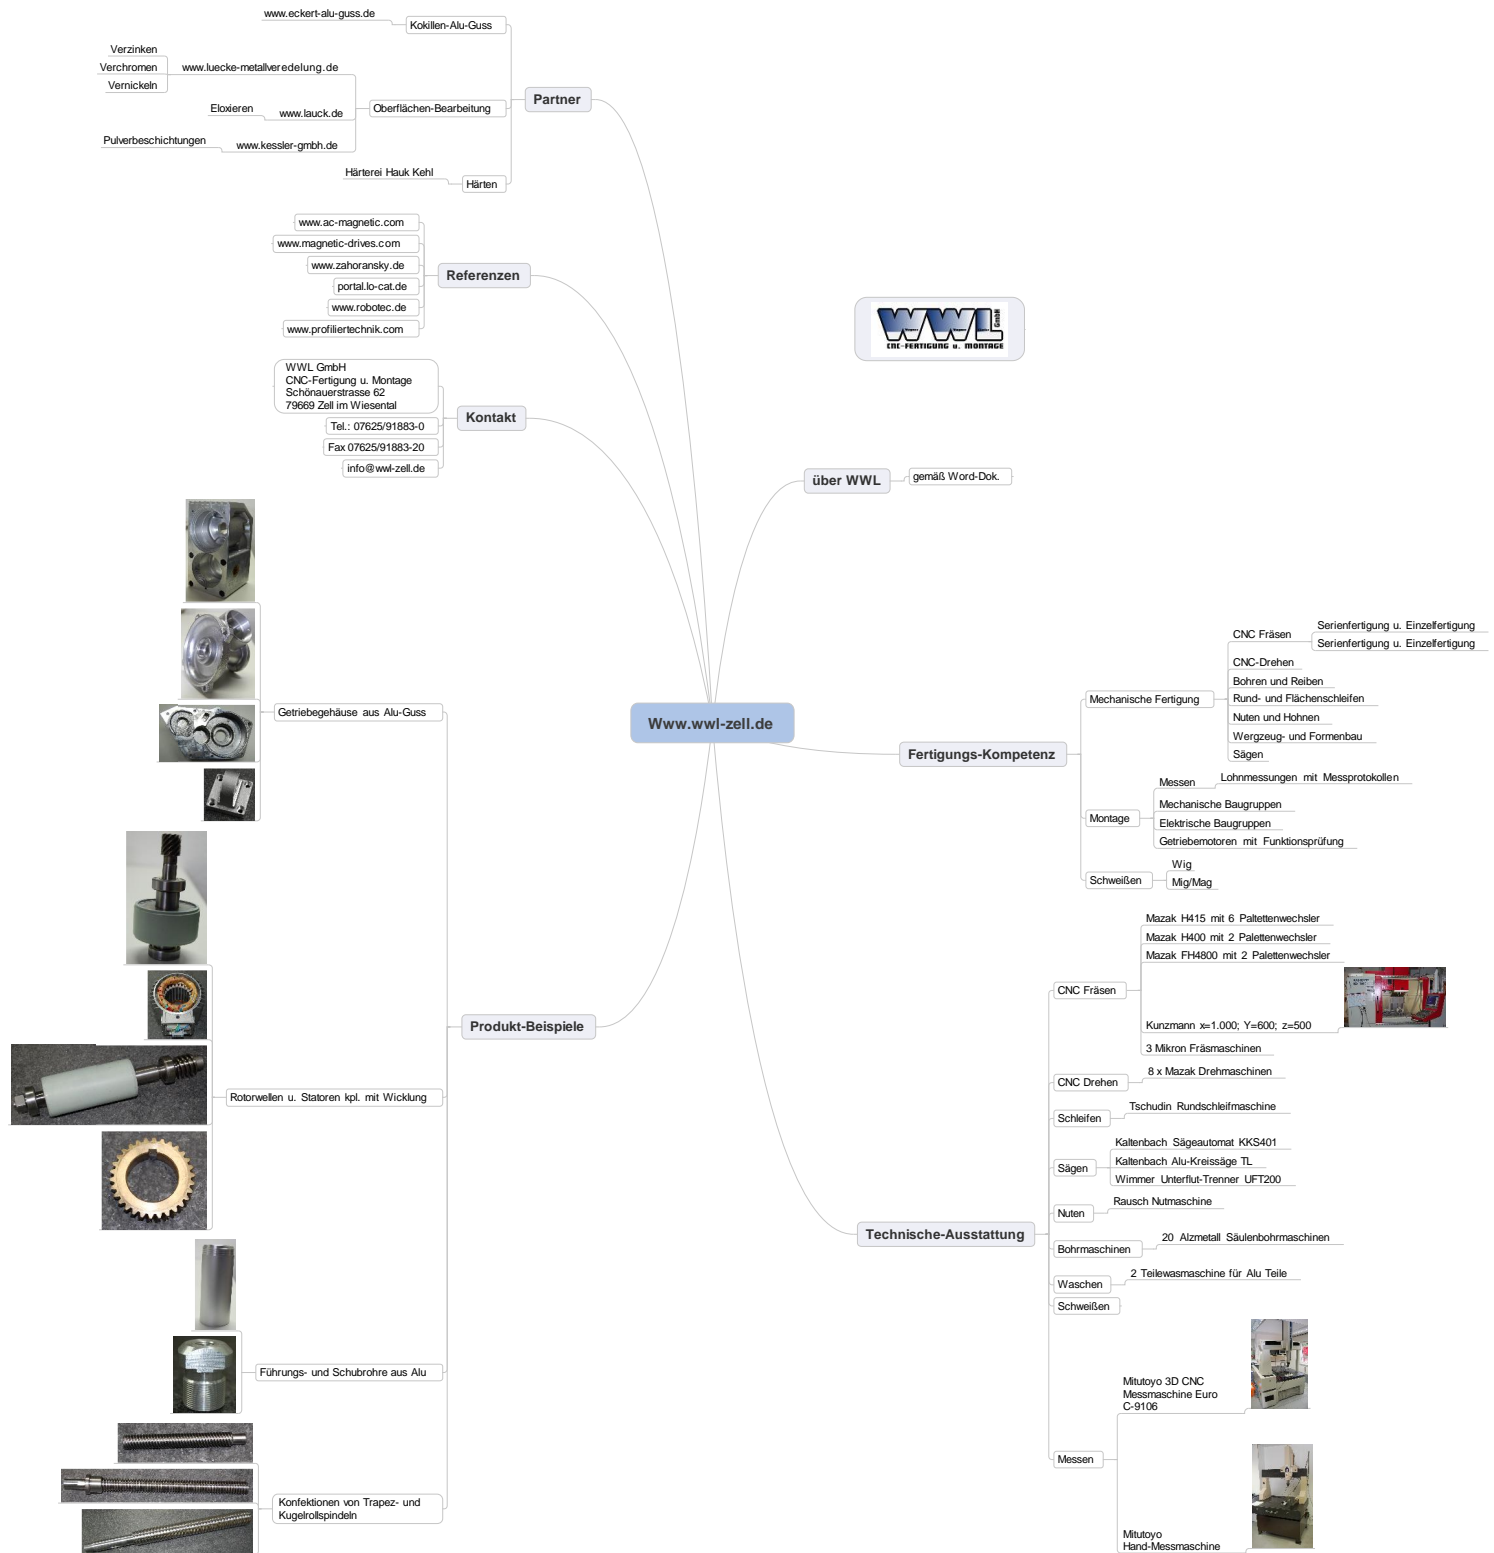 www.eckert-alu-guss.de
Kokillen-Alu-Guss
Verzinken
Verchromen
Vernickeln
www.luecke-metallveredelung.de
Eloxieren
www.lauck.de
Oberflächen-Bearbeitung
Pulverbeschichtungen
www.kessler-gmbh.de
Härterei Hauk Kehl
Härten
Partner
www.ac-magnetic.com
www.magnetic-drives.com
www.zahoransky.de
portal.lo-cat.de
www.robotec.de
www.profiliertechnik.com
Referenzen
WWL GmbH
CNC-Fertigung u. Montage
Schönauerstrasse 62
79669 Zell im Wiesental
Tel.: 07625/91883-0
Fax 07625/91883-20
info@wwl-zell.de
Kontakt
WWL GmbH
CNC-FERTIGUNG u. MONTAGE
über WWL
gemäß Word-Dok.
Www.wwl-zell.de
Getriebegehäuse aus Alu-Guss
Rotorwellen u. Statoren kpl. mit Wicklung
Führungs- und Schubrohre aus Alu
Konfektionen von Trapez- und
Kugelrollspindeln
Produkt-Beispiele
Fertigungs-Kompetenz
Mechanische Fertigung
CNC Fräsen
Serienfertigung u. Einzelfertigung
Serienfertigung u. Einzelfertigung
CNC-Drehen
Bohren und Reiben
Rund- und Flächenschleifen
Nuten und Hohnen
Wergzeug- und Formenbau
Sägen
Montage
Messen
Lohnmessungen mit Messprotokollen
Mechanische Baugruppen
Elektrische Baugruppen
Getriebemotoren mit Funktionsprüfung
Schweißen
Wig
Mig/Mag
Technische-Ausstattung
CNC Fräsen
Mazak H415 mit 6 Paltettenwechsler
Mazak H400 mit 2 Palettenwechsler
Mazak FH4800 mit 2 Palettenwechsler
Kunzmann x=1.000; Y=600; z=500
3 Mikron Fräsmaschinen
CNC Drehen
8 x Mazak Drehmaschinen
Schleifen
Tschudin Rundschleifmaschine
Sägen
Kaltenbach Sägeautomat KKS401
Kaltenbach Alu-Kreissäge TL
Wimmer Unterflut-Trenner UFT200
Nuten
Rausch Nutmaschine
Bohrmaschinen
20 Alzmetall Säulenbohrmaschinen
Waschen
2 Teilewasmaschine für Alu Teile
Schweißen
Messen
Mitutoyo 3D CNC
Messmaschine Euro
C-9106
Mitutoyo
Hand-Messmaschine